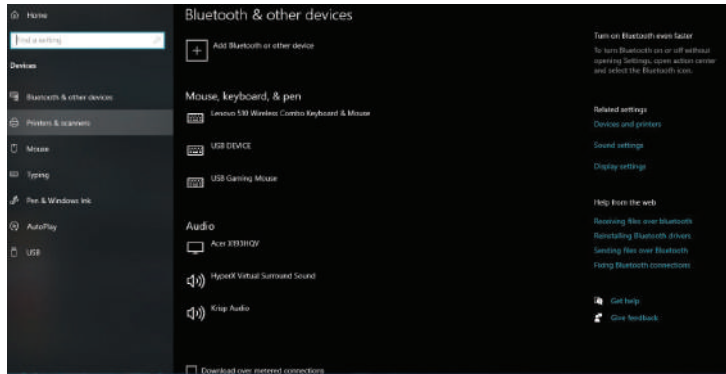 Home
Find a setting
Devices
Bluetooth & other devices
Printers & scanners
Mouse
Typing
Pen & Windows Ink
AutoPlay
USB
Bluetooth & other devices
Add Bluetooth or other device
Mouse, keyboard, & pen
Lenovo 510 Wireless Combo Keyboard & Mouse
USB DEVICE
USB Gaming Mouse
Audio
Acer X193HQV
HyperX Virtual Surround Sound
Krisp Audio
Download over metered connections
Turn on Bluetooth even faster
To turn Bluetooth on or off without
opening Settings, open action center
and select the Bluetooth icon.
Related settings
Devices and printers
Sound settings
Display settings
Help from the web
Receiving files over bluetooth
Reinstalling Bluetooth drivers
Sending files over Bluetooth
Fixing Bluetooth connections
Get help
Give feedback